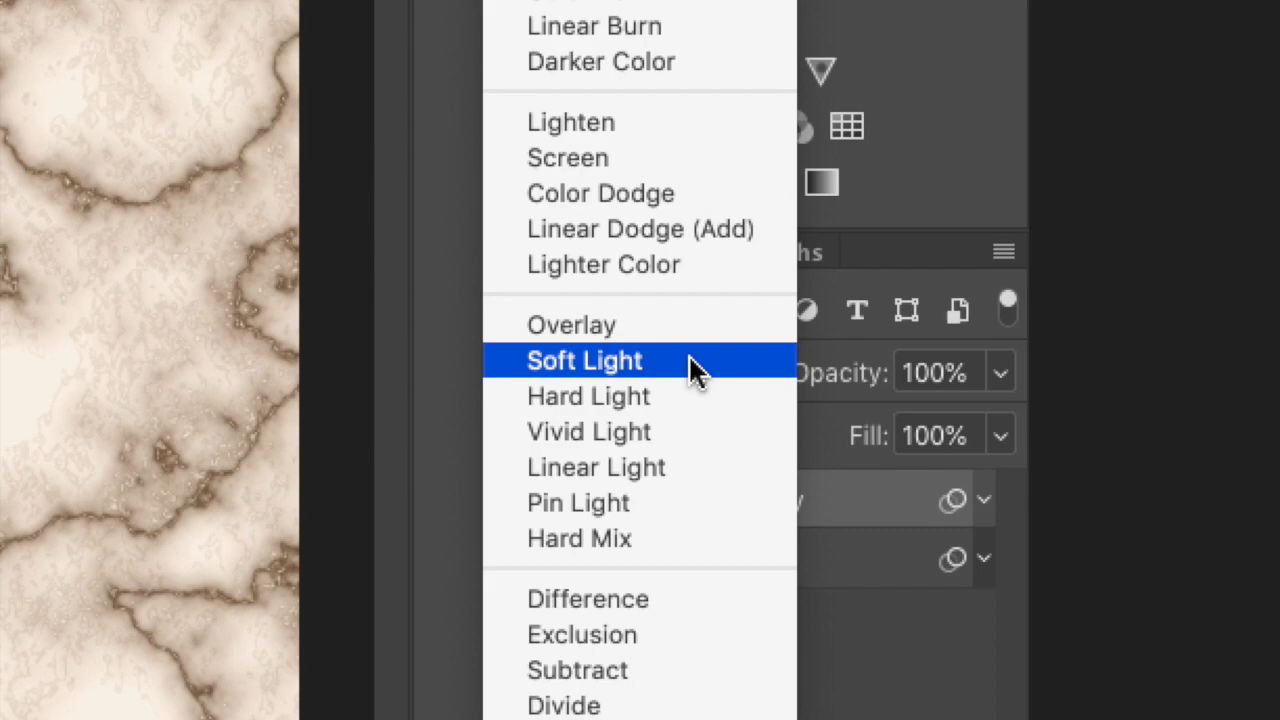 Linear Burn
Darker Color
Lighten
Screen
Color Dodge
Linear Dodge (Add)
Lighter Color
hs
Overlay
T
Soft Light
Opacity: 100%
Hard Light
Vivid Light
Fill: 100%
Linear Light
Pin Light
Hard Mix
Difference
Exclusion
Subtract
Divide